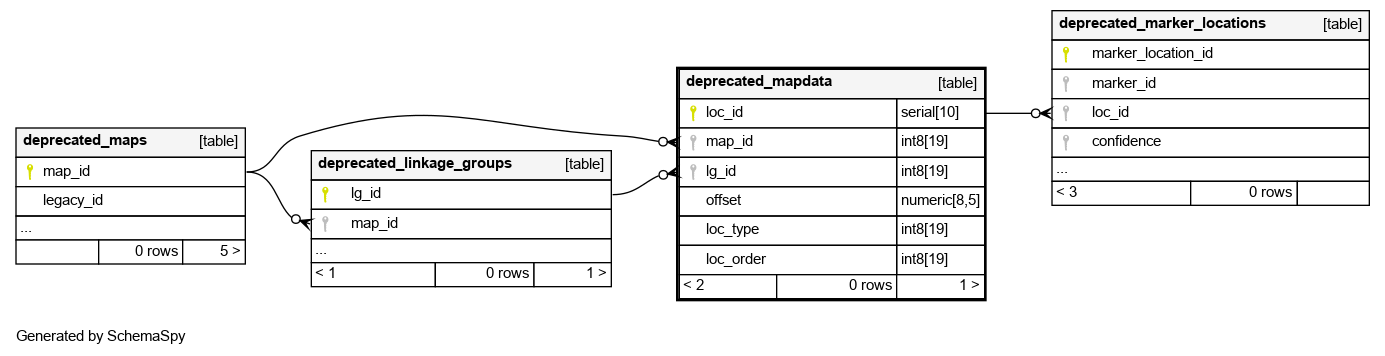 deprecated_maps [table]
map_id
legacy_id
...
0 rows 5 >
deprecated_linkage_groups [table]
lg_id
map_id
...
< 1 0 rows 1 >
deprecated_mapdata [table]
loc_id serial[10]
map_id int8[19]
lg_id int8[19]
offset numeric[8,5]
loc_type int8[19]
loc_order int8[19]
< 2 0 rows 1 >
deprecated_marker_locations [table]
marker_location_id
marker_id
loc_id
confidence
...
< 3 0 rows
Generated by SchemaSpy